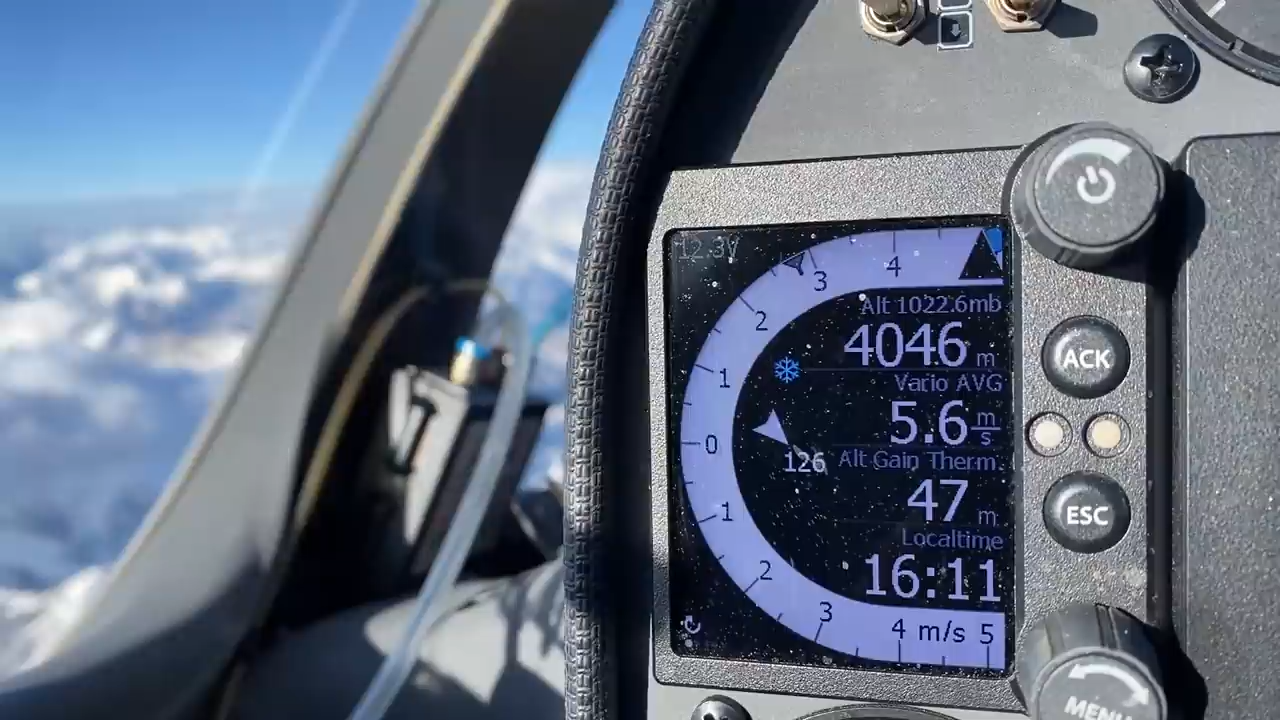 12.3V
3
4
Alt 1022.6mb
2
4046 m
1
Vario AVG
5.6 m/s
0
126
Alt Gain Therm.
47 m
1
Localtime
2
16:11
3
4 m/s 5
ACK
ESC
MENU